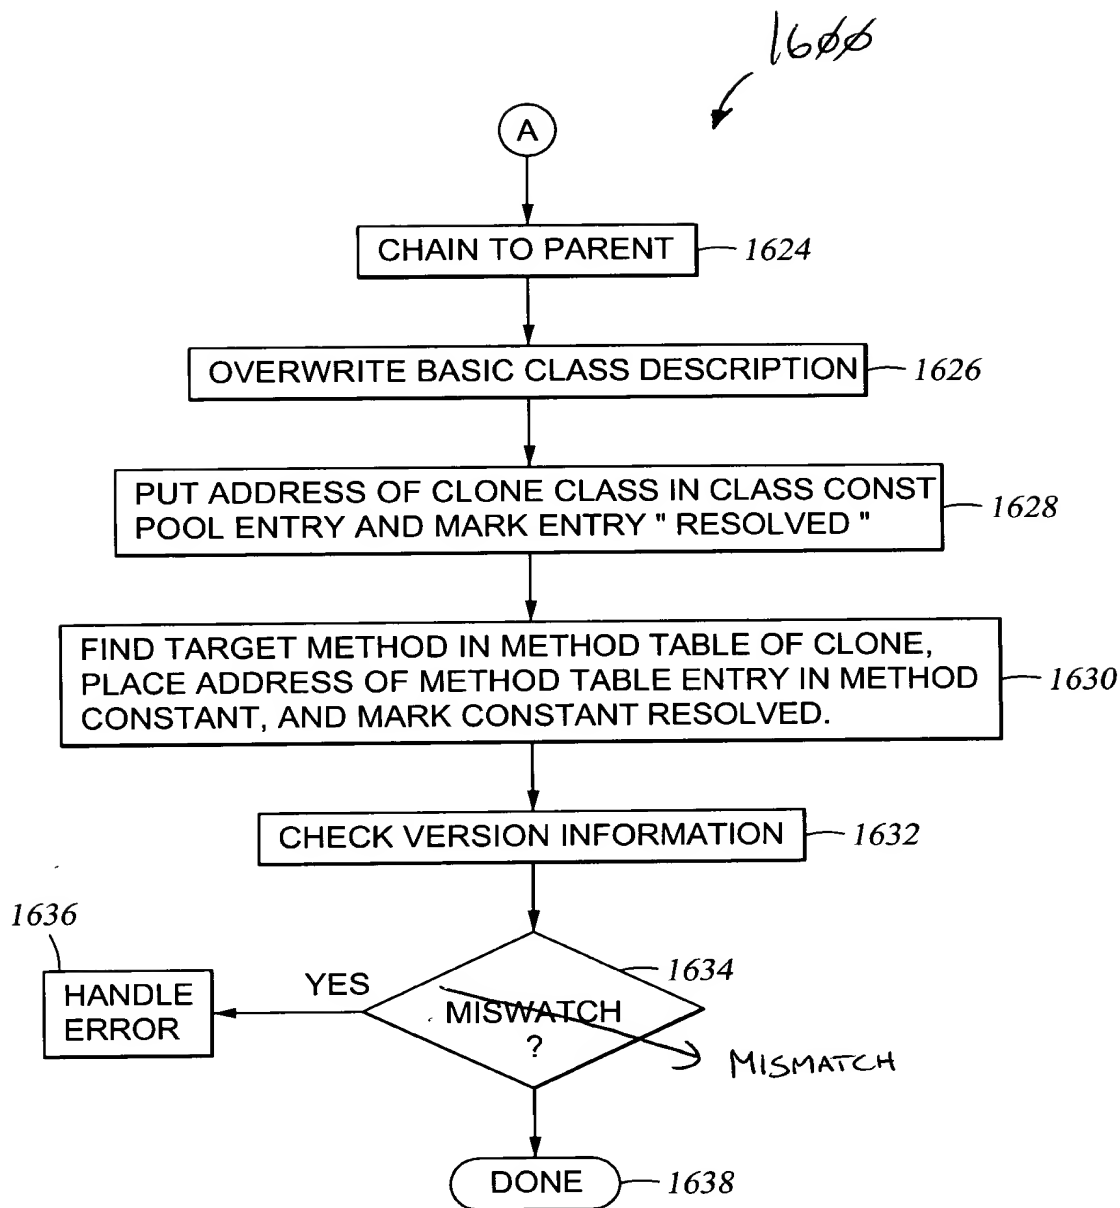 1600
A
CHAIN TO PARENT
1624
OVERWRITE BASIC CLASS DESCRIPTION
1626
PUT ADDRESS OF CLONE CLASS IN CLASS CONST
POOL ENTRY AND MARK ENTRY " RESOLVED "
1628
FIND TARGET METHOD IN METHOD TABLE OF CLONE,
PLACE ADDRESS OF METHOD TABLE ENTRY IN METHOD
CONSTANT, AND MARK CONSTANT RESOLVED.
1630
CHECK VERSION INFORMATION
1632
1636
HANDLE
ERROR
YES
1634
MISWATCH
?
MISMATCH
DONE
1638